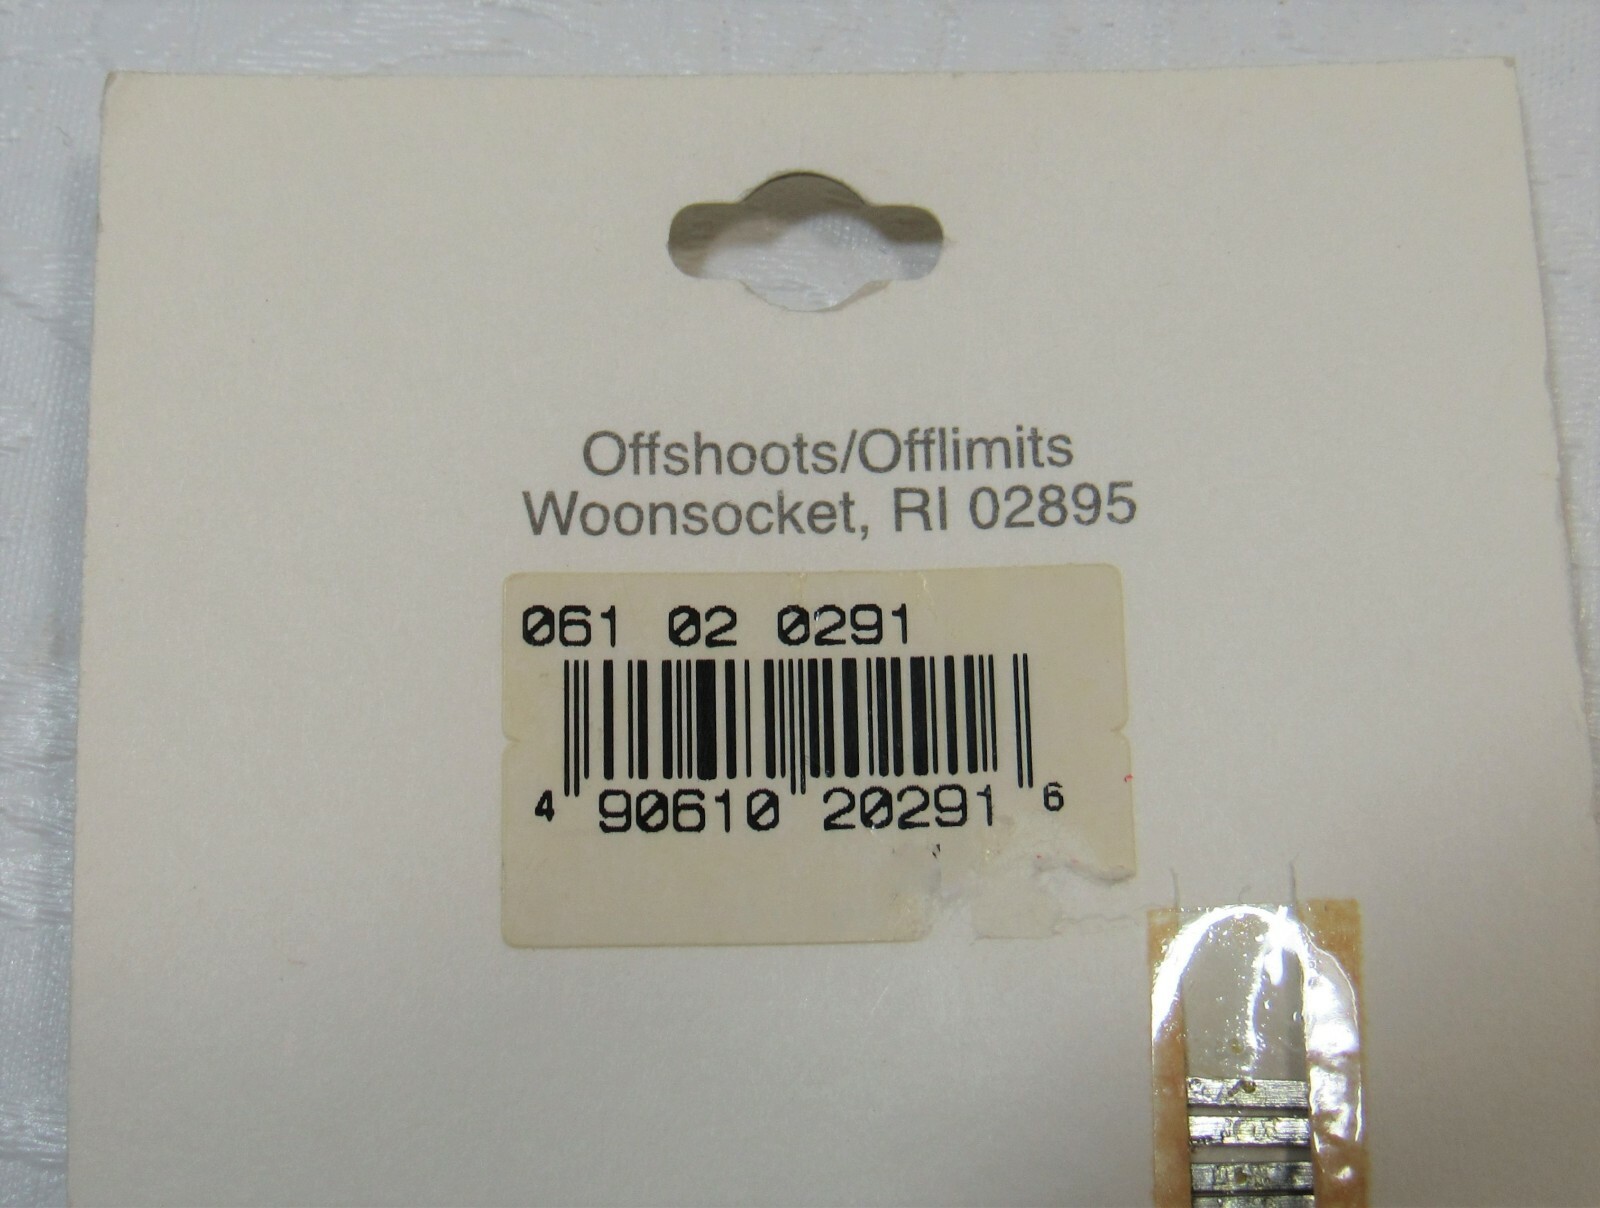 Offshoots/Offlimits
Woonsocket, RI 02895
061 02 0291
4 90610 20291 6